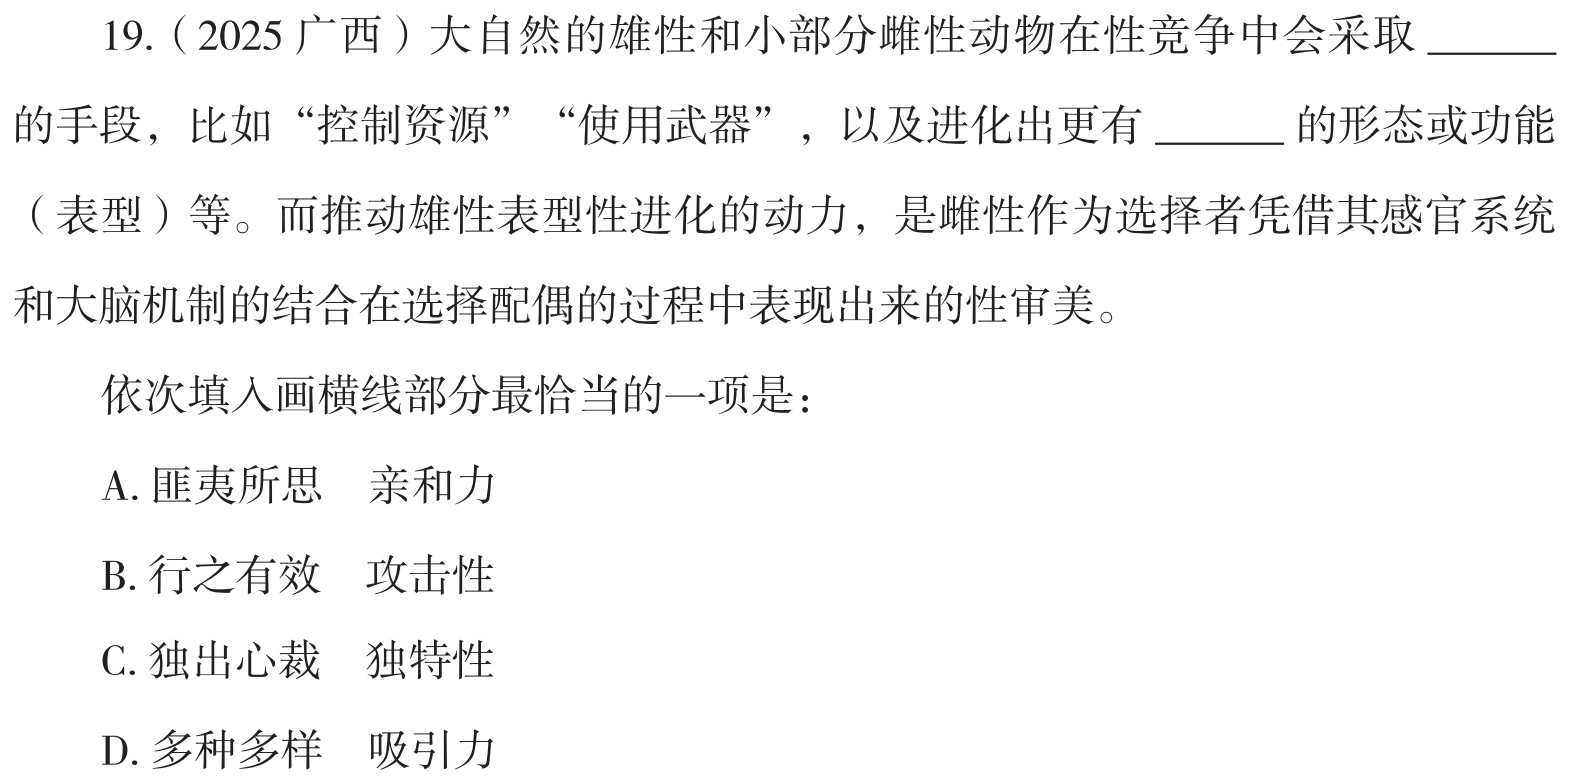 19.（2025 广西）大自然的雄性和小部分雌性动物在性竞争中会采取 ______
的手段，比如“控制资源”“使用武器”，以及进化出更有 ______ 的形态或功能
（表型）等。而推动雄性表型性进化的动力，是雌性作为选择者凭借其感官系统
和大脑机制的结合在选择配偶的过程中表现出来的性审美。
依次填入画横线部分最恰当的一项是：
A. 匪夷所思　亲和力
B. 行之有效　攻击性
C. 独出心裁　独特性
D. 多种多样　吸引力